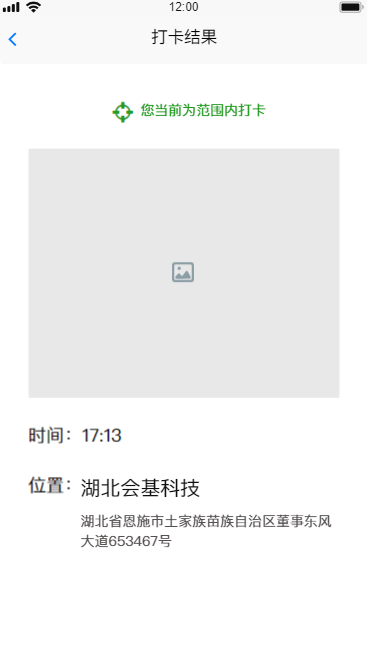 12:00
打卡结果
您当前为范围内打卡
时间：17:13
位置：湖北会基科技
湖北省恩施市土家族苗族自治区董事东风
大道653467号